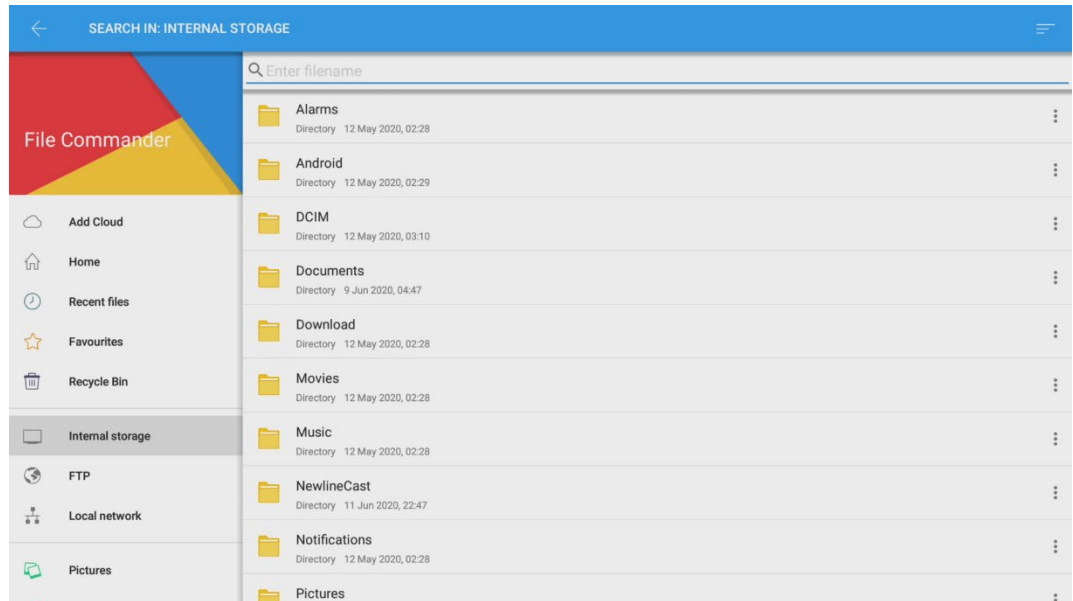 SEARCH IN: INTERNAL STORAGE
File Commander
Add Cloud
Home
Recent files
Favourites
Recycle Bin
Internal storage
FTP
Local network
Pictures
Enter filename
Alarms
Directory 12 May 2020, 02:28
Android
Directory 12 May 2020, 02:29
DCIM
Directory 12 May 2020, 03:10
Documents
Directory 9 Jun 2020, 04:47
Download
Directory 12 May 2020, 02:28
Movies
Directory 12 May 2020, 02:28
Music
Directory 12 May 2020, 02:28
NewlineCast
Directory 11 Jun 2020, 22:47
Notifications
Directory 12 May 2020, 02:28
Pictures